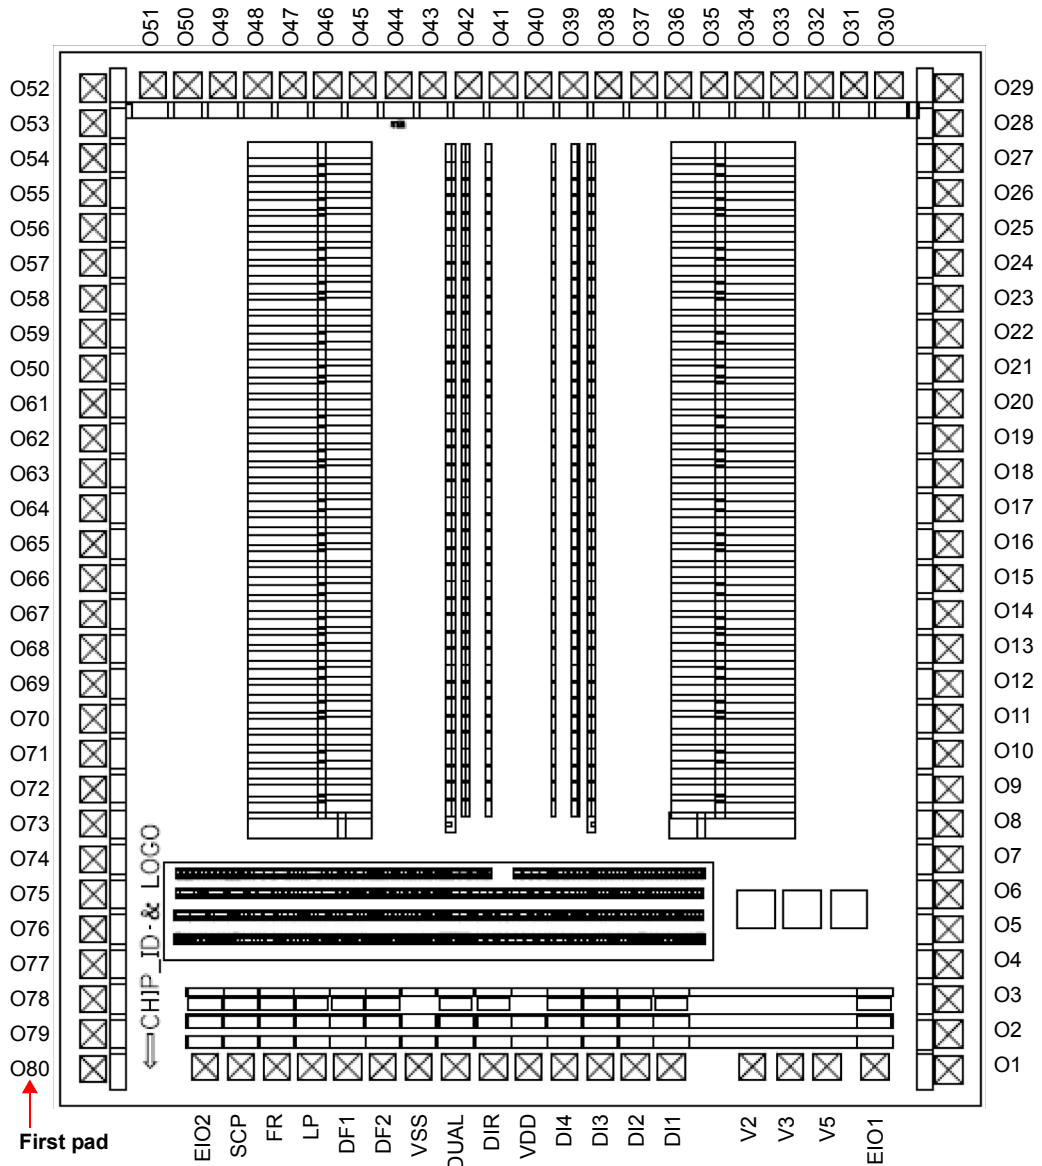 O51 O50 O49 O48 O47 O46 O45 O44 O43 O42 O41 O40 O39 O38 O37 O36 O35 O34 O33 O32 O31 O30
O52
O53
O54
O55
O56
O57
O58
O59
O50
O61
O62
O63
O64
O65
O66
O67
O68
O69
O70
O71
O72
O73
O74
O75
O76
O77
O78
O79
O80
First pad
CHIP_ID-& LOGO
O29
O28
O27
O26
O25
O24
O23
O22
O21
O20
O19
O18
O17
O16
O15
O14
O13
O12
O11
O10
O9
O8
O7
O6
O5
O4
O3
O2
O1
EIO2 SCP FR LP DF1 DF2 VSS DUAL DIR VDD DI4 DI3 DI2 DI1 V2 V3 V5 EIO1